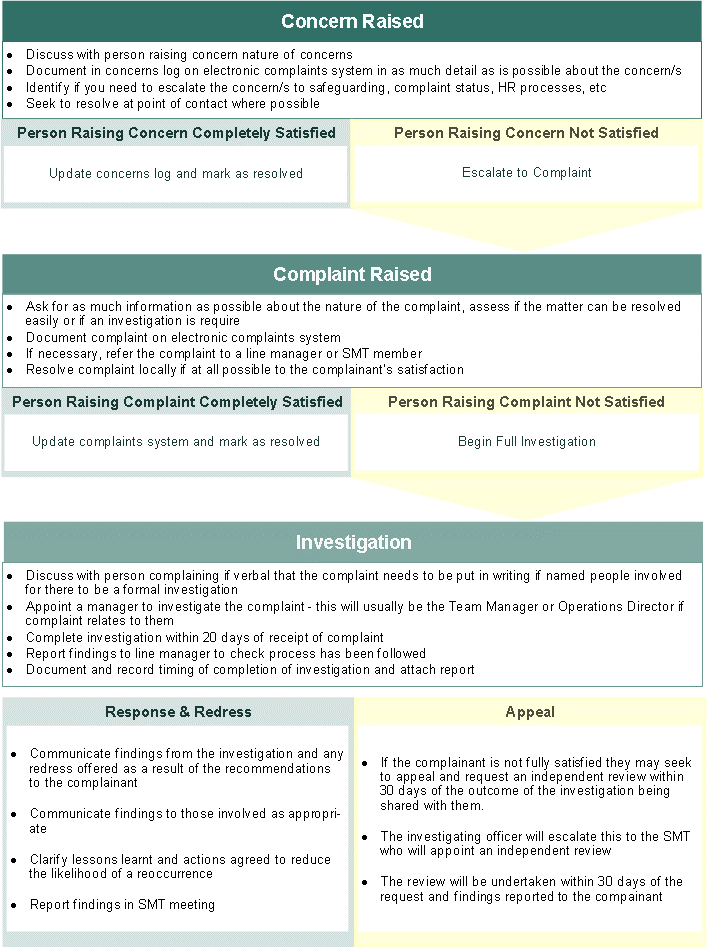 Concern Raised
• Discuss with person raising concern nature of concerns
• Document in concerns log on electronic complaints system in as much detail as is possible about the concern/s
• Identify if you need to escalate the concern/s to safeguarding, complaint status, HR processes, etc
• Seek to resolve at point of contact where possible
Person Raising Concern Completely Satisfied
Update concerns log and mark as resolved
Person Raising Concern Not Satisfied
Escalate to Complaint
Complaint Raised
• Ask for as much information as possible about the nature of the complaint, assess if the matter can be resolved
easily or if an investigation is require
• Document complaint on electronic complaints system
• If necessary, refer the complaint to a line manager or SMT member
• Resolve complaint locally if at all possible to the complainant's satisfaction
Person Raising Complaint Completely Satisfied
Update complaints system and mark as resolved
Person Raising Complaint Not Satisfied
Begin Full Investigation
Investigation
• Discuss with person complaining if verbal that the complaint needs to be put in writing if named people involved
for there to be a formal investigation
• Appoint a manager to investigate the complaint - this will usually be the Team Manager or Operations Director if
complaint relates to them
• Complete investigation within 20 days of receipt of complaint
• Report findings to line manager to check process has been followed
• Document and record timing of completion of investigation and attach report
Response & Redress
• Communicate findings from the investigation and any
redress offered as a result of the recommendations
to the complainant
• Communicate findings to those involved as appropri-
ate
• Clarify lessons learnt and actions agreed to reduce
the likelihood of a reoccurrence
• Report findings in SMT meeting
Appeal
• If the complainant is not fully satisfied they may seek
to appeal and request an independent review within
30 days of the outcome of the investigation being
shared with them.
• The investigating officer will escalate this to the SMT
who will appoint an independent review
• The review will be undertaken within 30 days of the
request and findings reported to the compainant